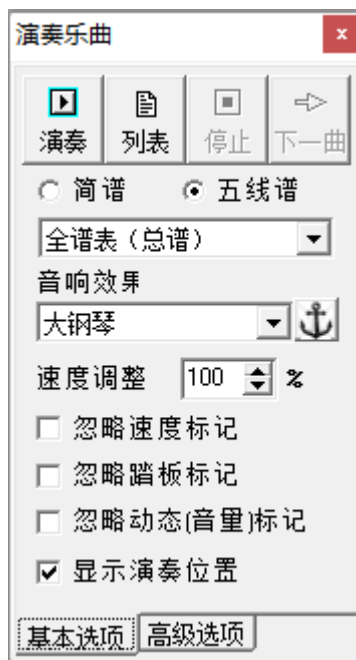 演奏乐曲 x
演奏 列表 停止 下一曲
简谱 五线谱
全谱表（总谱）
音响效果
大钢琴
速度调整 100 %
忽略速度标记
忽略踏板标记
忽略动态(音量)标记
显示演奏位置
基本选项 高级选项